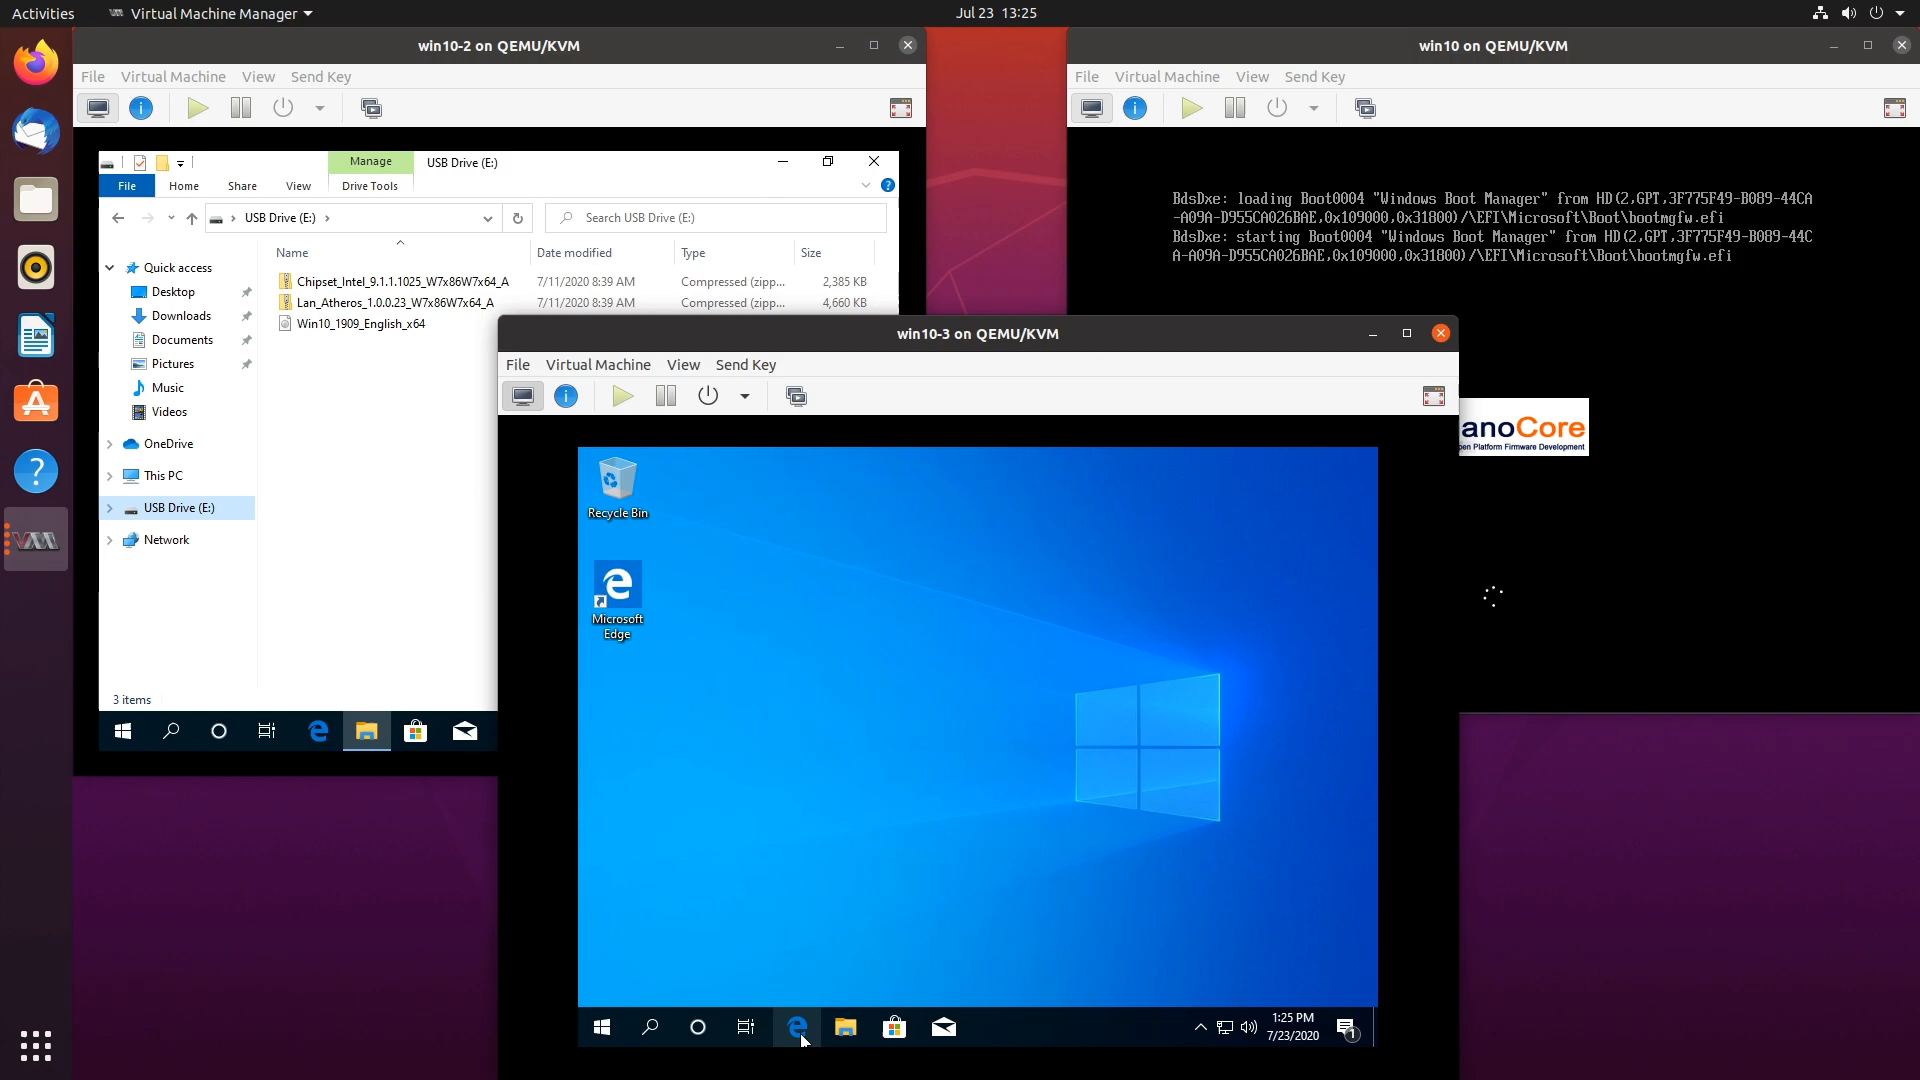 Activities
Virtual Machine Manager
Jul 23 13:25
win10-2 on QEMU/KVM
File Virtual Machine View Send Key
Manage
USB Drive (E:)
File Home Share View Drive Tools
USB Drive (E:)
Search USB Drive (E:)
Name Date modified Type Size
Quick access
Desktop
Downloads
Documents
Pictures
Music
Videos
OneDrive
This PC
USB Drive (E:)
Network
Chipset_Intel_9.1.1.1025_W7x86W7x64_A 7/11/2020 8:39 AM Compressed (zipp... 2,385 KB
Lan_Atheros_1.0.0.23_W7x86W7x64_A 7/11/2020 8:39 AM Compressed (zipp... 4,660 KB
Win10_1909_English_x64
3 items
win10 on QEMU/KVM
File Virtual Machine View Send Key
BdsDxe: loading Boot0004 "Windows Boot Manager" from HD(2,GPT,3F775F49-B089-44CA
-A09A-D955CA026BAE,0x109000,0x31800)/\EFI\Microsoft\Boot\bootmgfw.efi
BdsDxe: starting Boot0004 "Windows Boot Manager" from HD(2,GPT,3F775F49-B089-44C
A-A09A-D955CA026BAE,0x109000,0x31800)/\EFI\Microsoft\Boot\bootmgfw.efi
anoCore
pen Platform Firmware Development
win10-3 on QEMU/KVM
File Virtual Machine View Send Key
Recycle Bin
Microsoft
Edge
1:25 PM
7/23/2020
1